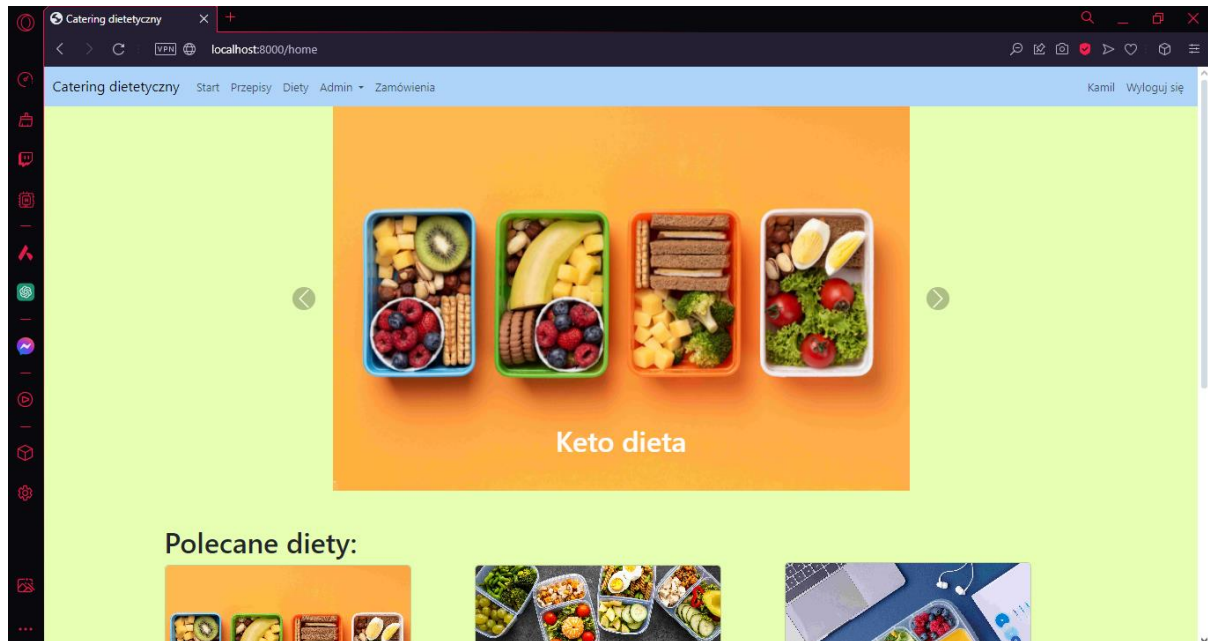 Catering dietetyczny
VPN localhost:8000/home
Catering dietetyczny Start Przepisy Diety Admin Zamówienia Kamil Wyloguj się
Keto dieta
Polecane diety: